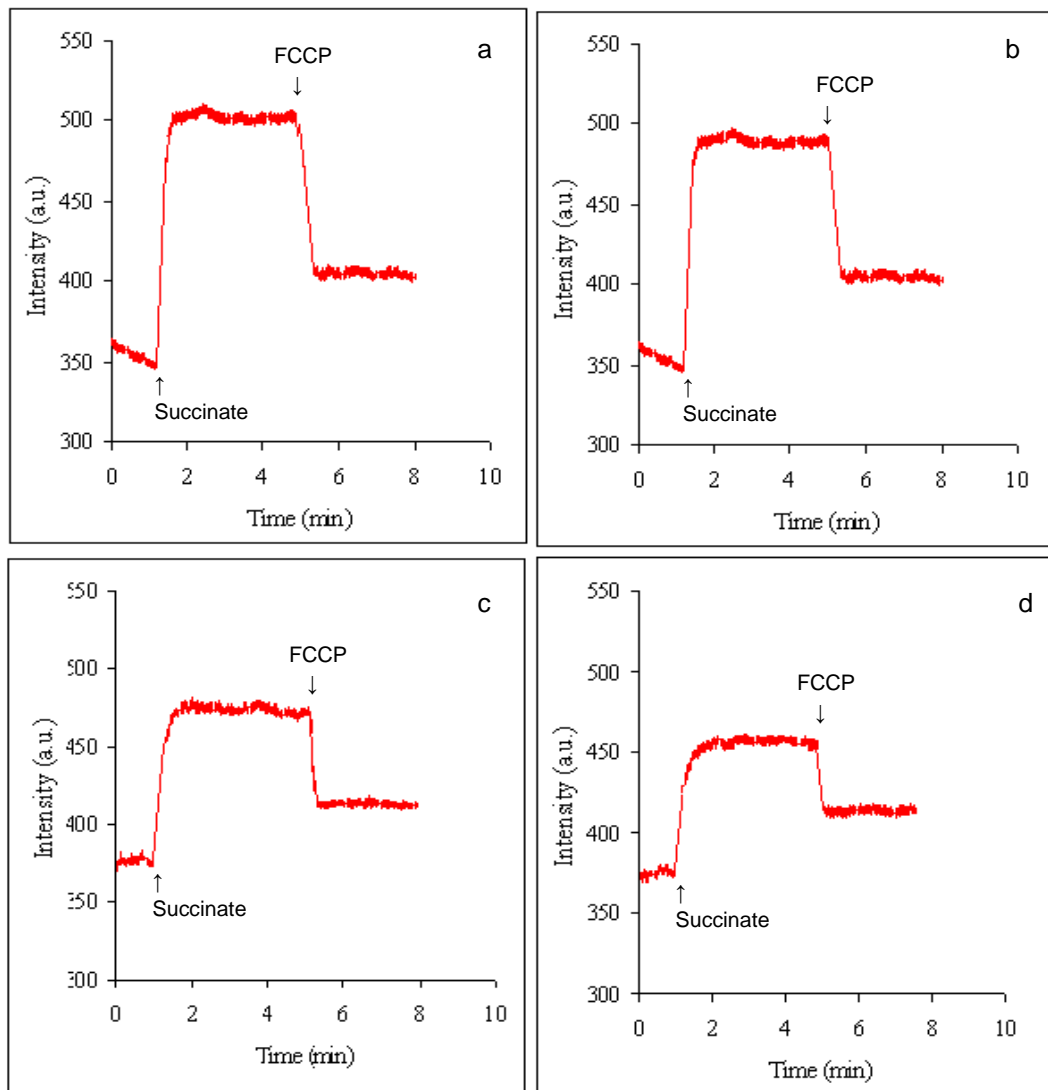 a
550
500
450
400
350
300
Intensity (a.u.)
FCCP
↓
↑
Succinate
0 2 4 6 8 10
Time (min)
b
550
500
450
400
350
300
Intensity (a.u.)
FCCP
↓
↑
Succinate
0 2 4 6 8 10
Time (min)
c
550
500
450
400
350
300
Intensity (a.u.)
FCCP
↓
↑
Succinate
0 2 4 6 8 10
Time (min)
d
550
500
450
400
350
300
Intensity (a.u.)
FCCP
↓
↑
Succinate
0 2 4 6 8 10
Time (min)